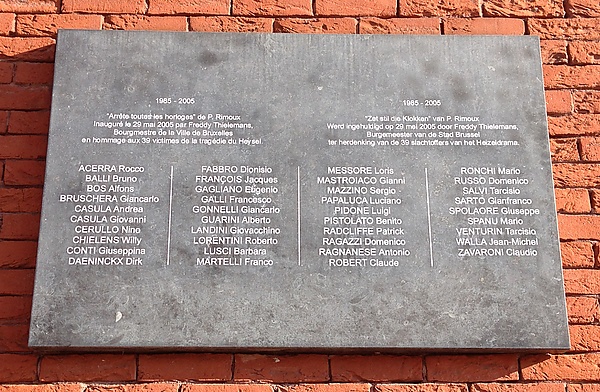 1985 - 2005
"Arrête toutes les horloges" de P. Rimoux
Inauguré le 29 mai 2005 par Freddy Thielemans,
Bourgmestre de la Ville de Bruxelles
en hommage aux 39 victimes de la tragédie du Heysel.
1985 - 2005
"Zet stil die Klokken" van P. Rimoux
Werd ingehuldigd op 29 mei 2005 door Freddy Thielemans,
Burgemeester van de Stad Brussel
ter herdenking van de 39 slachtoffers van het Heizeldrama.
ACERRA Rocco
BALLI Bruno
BOS Alfons
BRUSCHERA Giancarlo
CASULA Andrea
CASULA Giovanni
CERULLO Nino
CHIELENS Willy
CONTI Giuseppina
DAENINCKX Dirk
FABBRO Dionisio
FRANÇOIS Jacques
GAGLIANO Eugenio
GALLI Francesco
GONNELLI Giancarlo
GUARINI Alberto
LANDINI Giovacchino
LORENTINI Roberto
LUSCI Barbara
MARTELLI Franco
MESSORE Loris
MASTROIACO Gianni
MAZZINO Sergio
PAPALUCA Luciano
PIDONE Luigi
PISTOLATO Benito
RADCLIFFE Patrick
RAGAZZI Domenico
RAGNANESE Antonio
ROBERT Claude
RONCHI Mario
RUSSO Domenico
SALVI Tarcisio
SARTO Gianfranco
SPOLAORE Giuseppe
SPANU Mario
VENTURIN Tarcisio
WALLA Jean-Michel
ZAVARONI Claudio